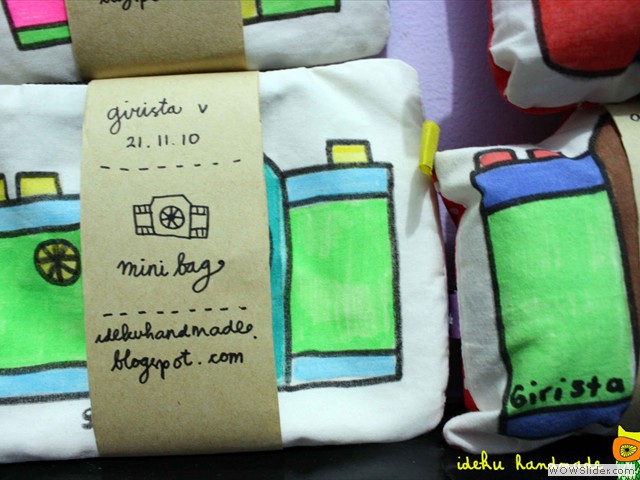 girista v
21.11.10
mini bag
idekuhandmade.
blogspot.com
Girista
ideku handmade
WOWSlider.com